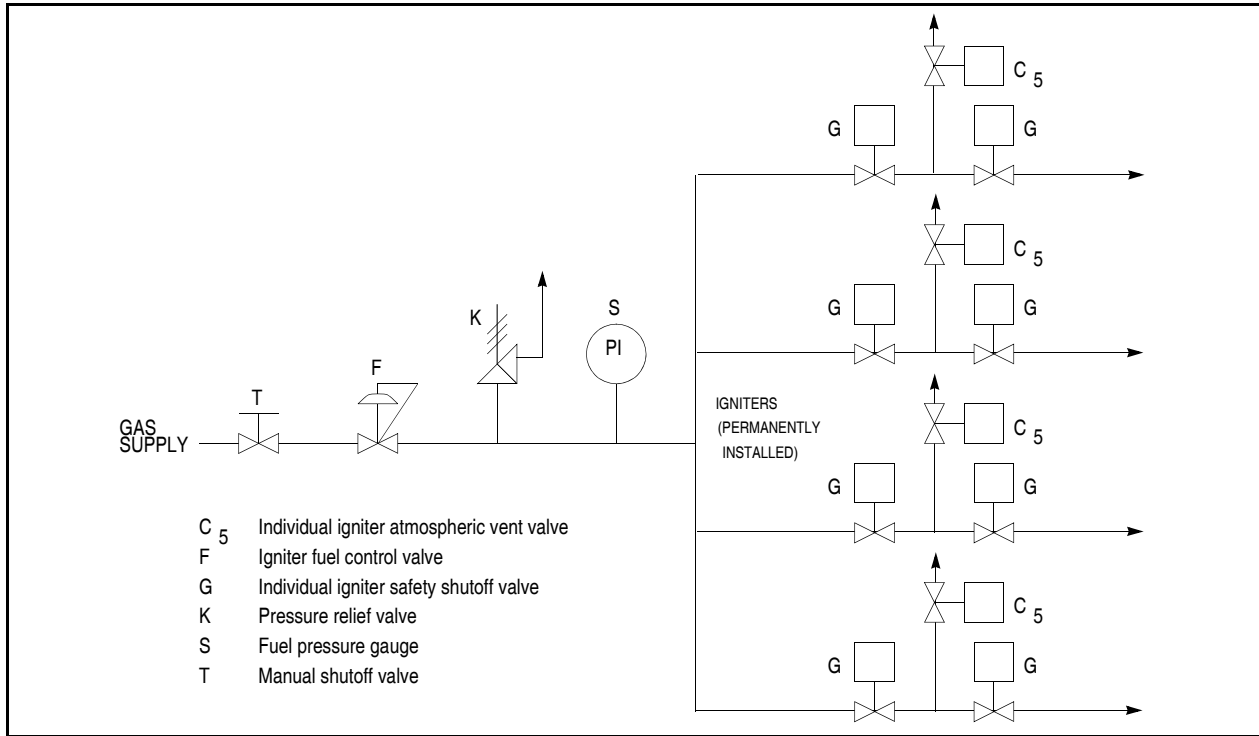 C 5
G G
C 5
G G
K
S
PI
F
T
GAS
SUPPLY
IGNITERS
(PERMANENTLY
INSTALLED)
C 5
G G
C 5
G G
C 5 Individual igniter atmospheric vent valve
F Igniter fuel control valve
G Individual igniter safety shutoff valve
K Pressure relief valve
S Fuel pressure gauge
T Manual shutoff valve